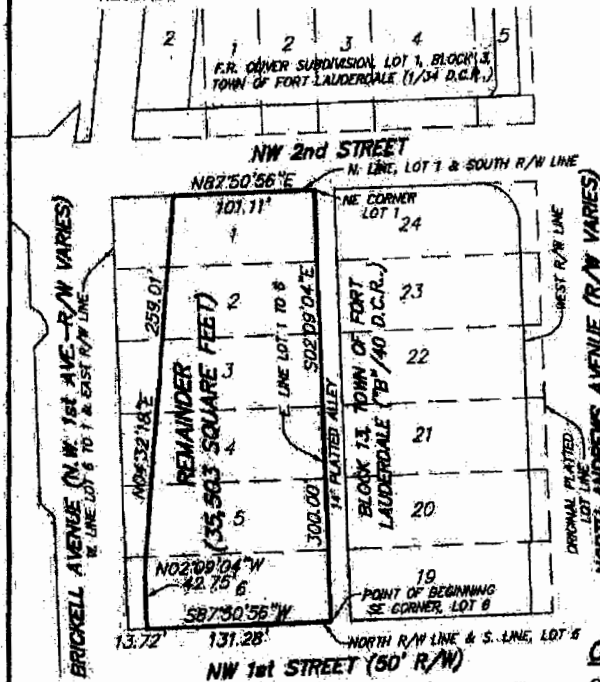 2
1
2
3
4
5
F.R. OLIVER SUBDIVISION, LOT 1, BLOCK 3,
TOWN OF FORT LAUDERDALE (1/34 D.C.R.)
NW 2nd STREET
N. LINE, LOT 1 & SOUTH R/W LINE
N87°50'56"E
101.11'
NE CORNER
LOT 1
1
24
BRICKELL AVENUE (N.W. 1st AVE.—R/W VARIES)
W. LINE, LOT 6 TO 1 & EAST R/W LINE
259.01'
N04°32'18"E
REMAINDER
(35,503 SQUARE FEET)
2
3
4
5
E. LINE LOT 1 TO 6
S02°09'04"E
300.00'
14' PLATTED ALLEY
BLOCK 13, TOWN OF FORT
LAUDERDALE ("B"/40 D.C.R.)
23
22
21
20
WEST R/W LINE
ORIGINAL PLATTED
LOT LINE
NORTH ANDREWS AVENUE (R/W VARIES)
N02°09'04"W
42.75'
6
19
POINT OF BEGINNING
SE CORNER, LOT 6
S87°50'56"W
13.72'
131.28'
NORTH R/W LINE & S. LINE, LOT 6
NW 1st STREET (50' R/W)